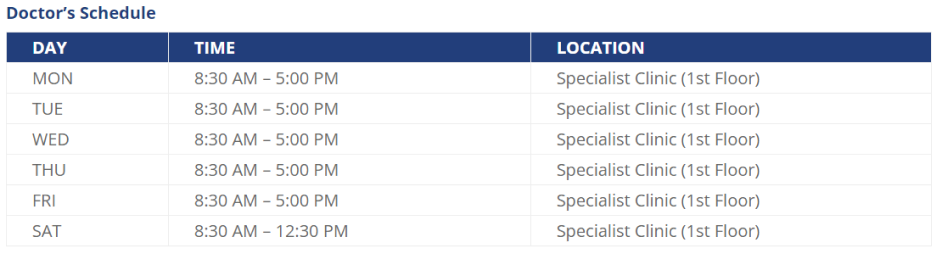 Doctor’s Schedule
DAY TIME LOCATION
MON 8:30 AM – 5:00 PM Specialist Clinic (1st Floor)
TUE 8:30 AM – 5:00 PM Specialist Clinic (1st Floor)
WED 8:30 AM – 5:00 PM Specialist Clinic (1st Floor)
THU 8:30 AM – 5:00 PM Specialist Clinic (1st Floor)
FRI 8:30 AM – 5:00 PM Specialist Clinic (1st Floor)
SAT 8:30 AM – 12:30 PM Specialist Clinic (1st Floor)